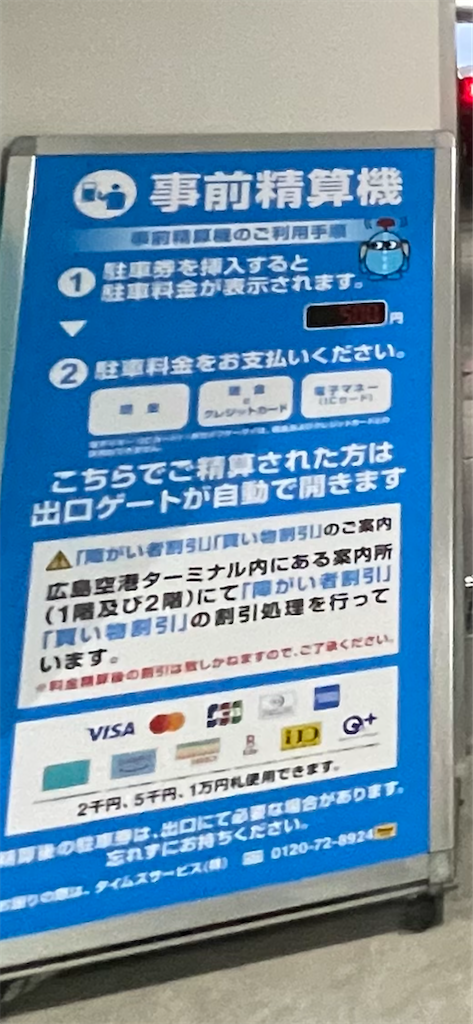 事前精算機
事前精算機のご利用手順
1 駐車券を挿入すると
駐車料金が表示されます。
500円
2 駐車料金をお支払いください。
現金
現金
と
クレジットカード
電子マネー
(ICカード)
こちらでご精算された方は
出口ゲートが自動で開きます
「障がい者割引」「買い物割引」のご案内
広島空港ターミナル内にある案内所
(1階及び2階)にて「障がい者割引」
「買い物割引」の割引処理を行って
います。
※料金精算後の割引は致しかねますので、ご了承ください。
VISA JCB
iD Q+
2千円、5千円、1万円札使用できます。
精算後の駐車券は、出口にて必要な場合があります。
忘れずにお持ちください。
の際は、タイムズサービス(株) 0120-72-8924